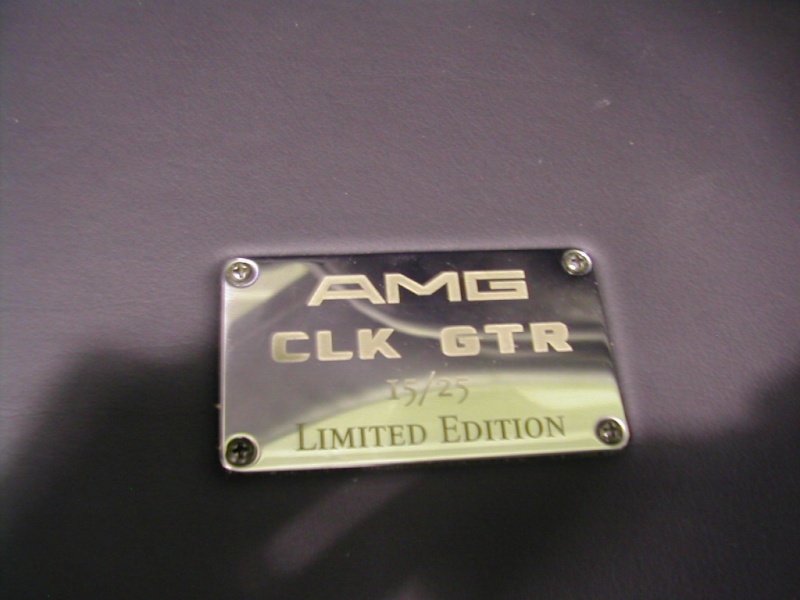 AMG
CLK GTR
15/25
LIMITED EDITION